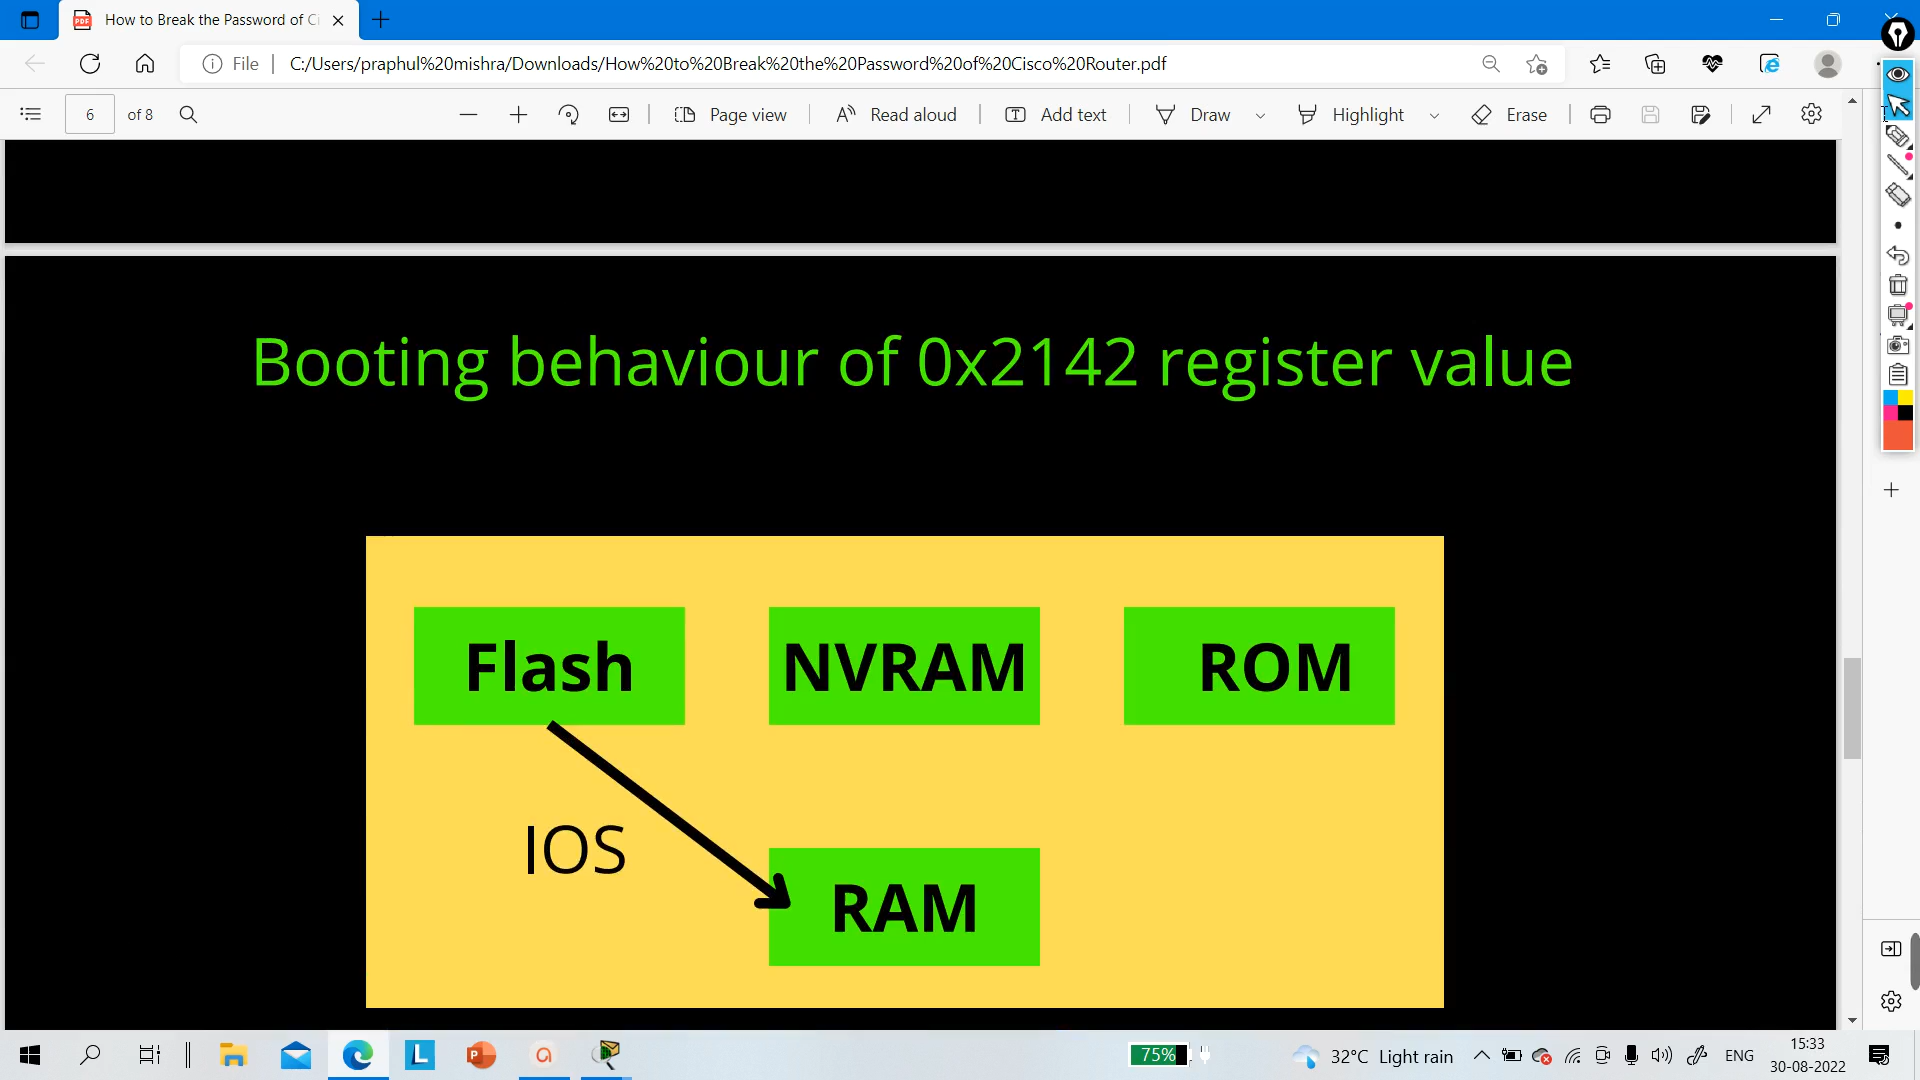 How to Break the Password of Ci
File
C:/Users/praphul%20mishra/Downloads/How%20to%20Break%20the%20Password%20of%20Cisco%20Router.pdf
6 of 8
Page view
Read aloud
Add text
Draw
Highlight
Erase
Booting behaviour of 0x2142 register value
Flash
NVRAM
ROM
IOS
RAM
75%
32°C Light rain
ENG
15:33
30-08-2022